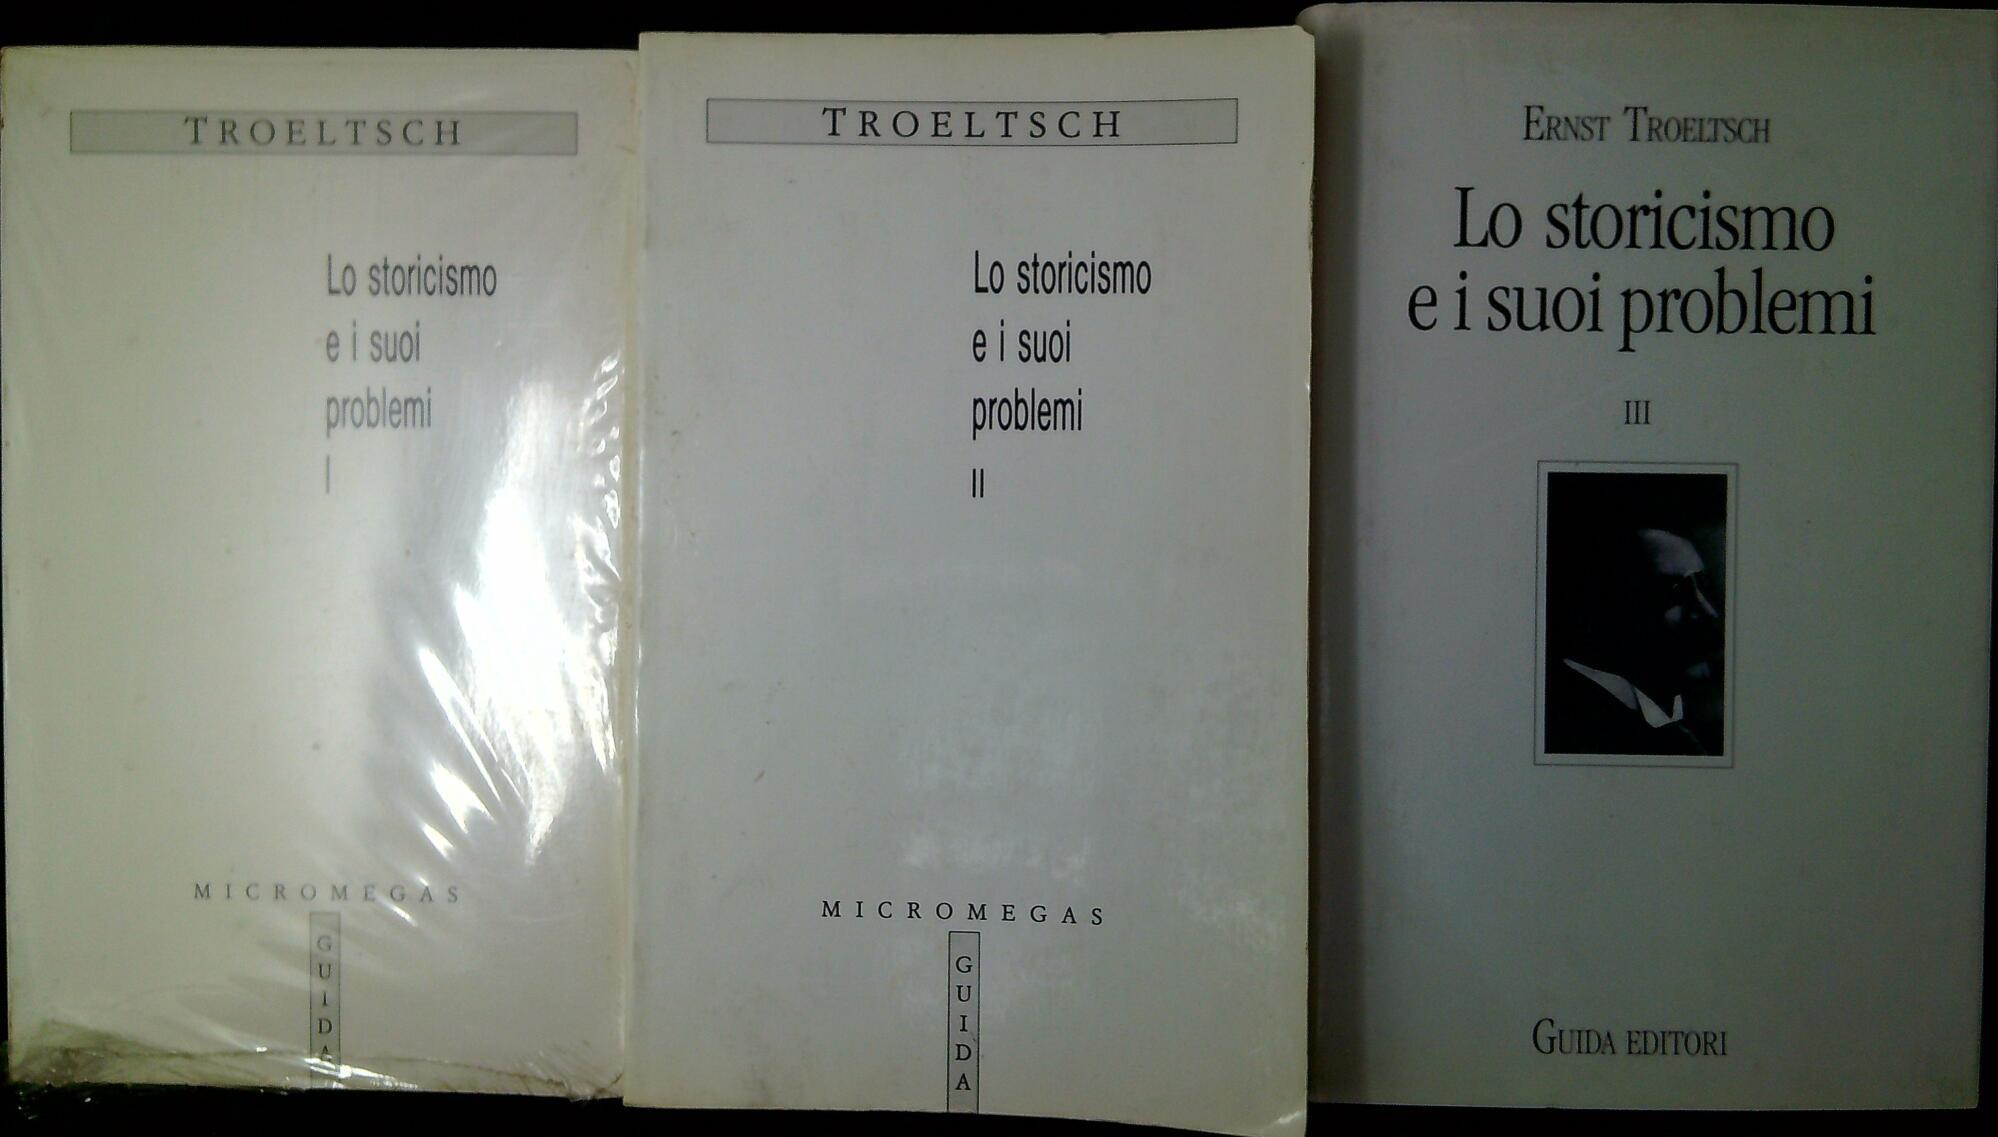 TROELTSCH
Lo storicismo
e i suoi
problemi
I
MICROMEGAS
GUIDA
TROELTSCH
Lo storicismo
e i suoi
problemi
II
MICROMEGAS
GUIDA
ERNST TROELTSCH
Lo storicismo
e i suoi problemi
III
GUIDA EDITORI